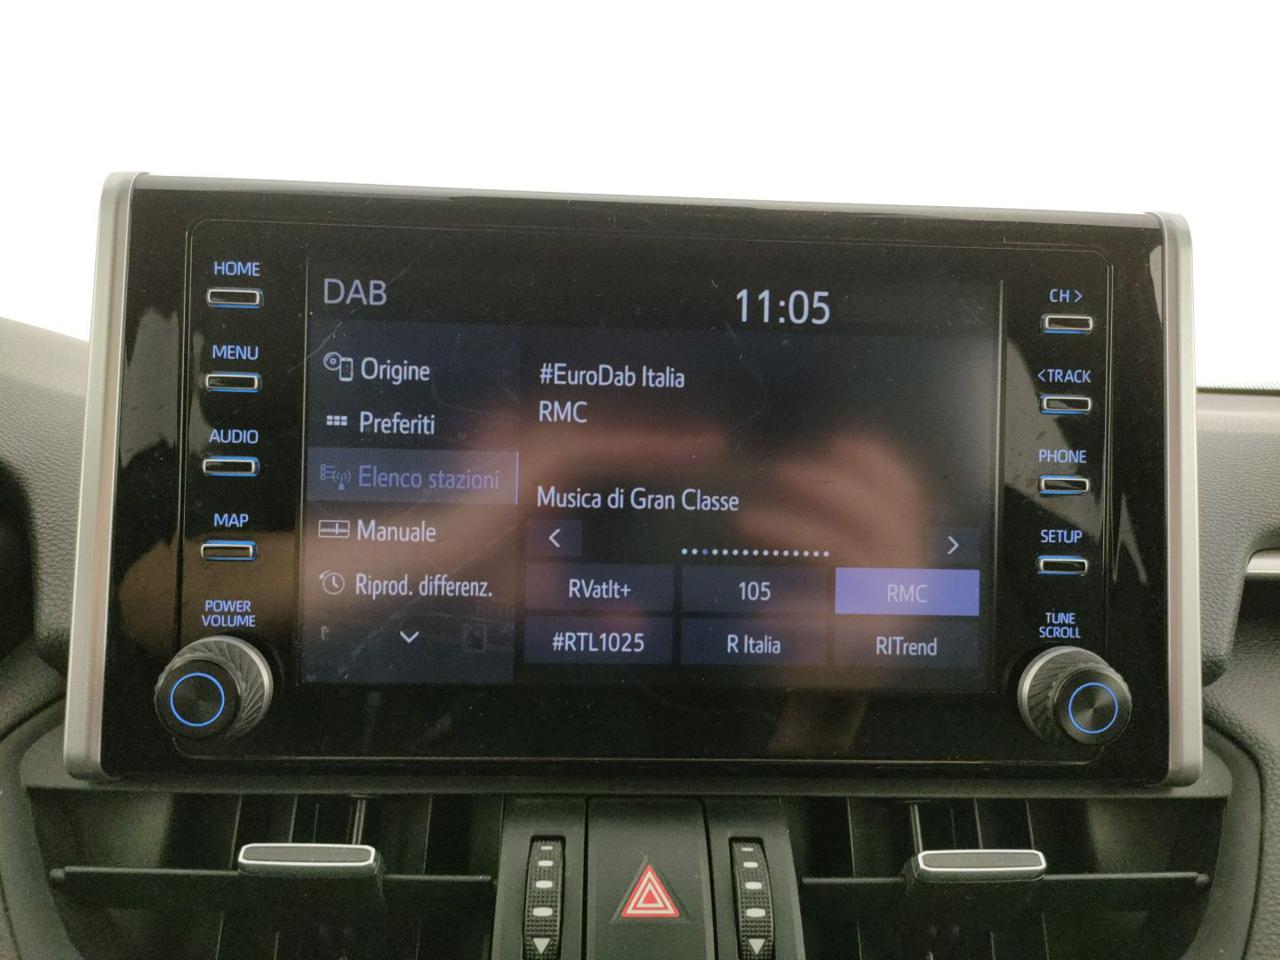 HOME
MENU
AUDIO
MAP
POWER
VOLUME
DAB
11:05
Origine
Preferiti
Elenco stazioni
Manuale
Riprod. differenz.
#EuroDab Italia
RMC
Musica di Gran Classe
< >
RVatIt+ 105 RMC
#RTL1025 R Italia RITrend
CH >
<TRACK
PHONE
SETUP
TUNE
SCROLL